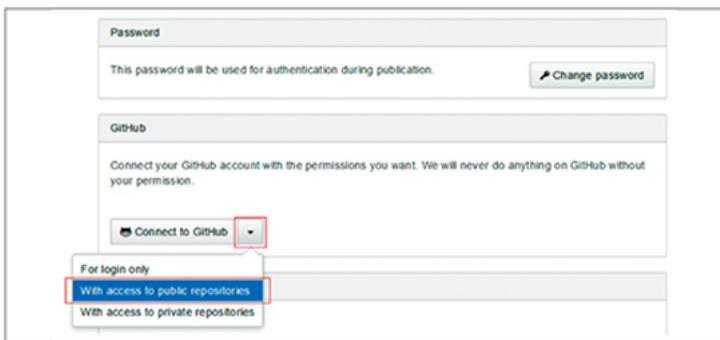 Password
This password will be used for authentication during publication.
Change password
GitHub
Connect your GitHub account with the permissions you want. We will never do anything on GitHub without
your permission.
Connect to GitHub
For login only
With access to public repositories
With access to private repositories